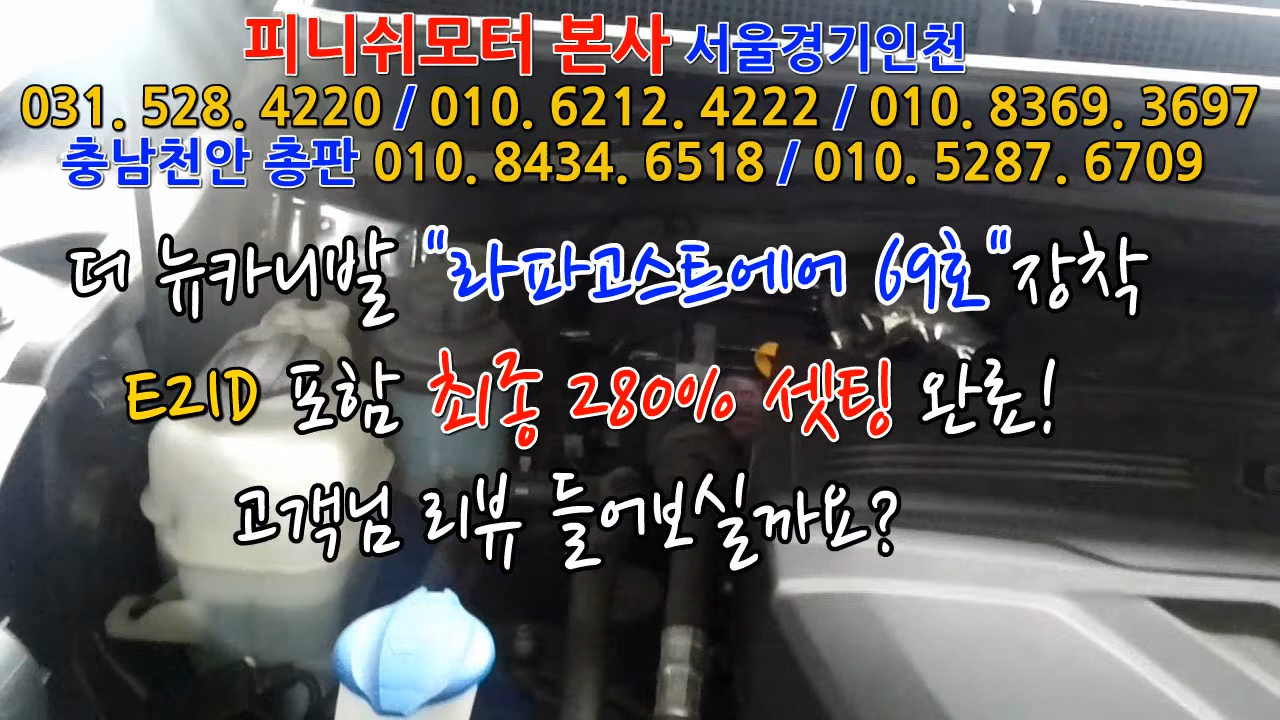 피니쉬모터 본사 서울경기인천
031. 528. 4220 / 010. 6212. 4222 / 010. 8369. 3697
충남천안 총판 010. 8434. 6518 / 010. 5287. 6709
더 뉴카니발 "라파고스트에어 69호"장착
E21D 포함 최종 280% 셋팅 완료!
고객님 리뷰 들어보실까요?